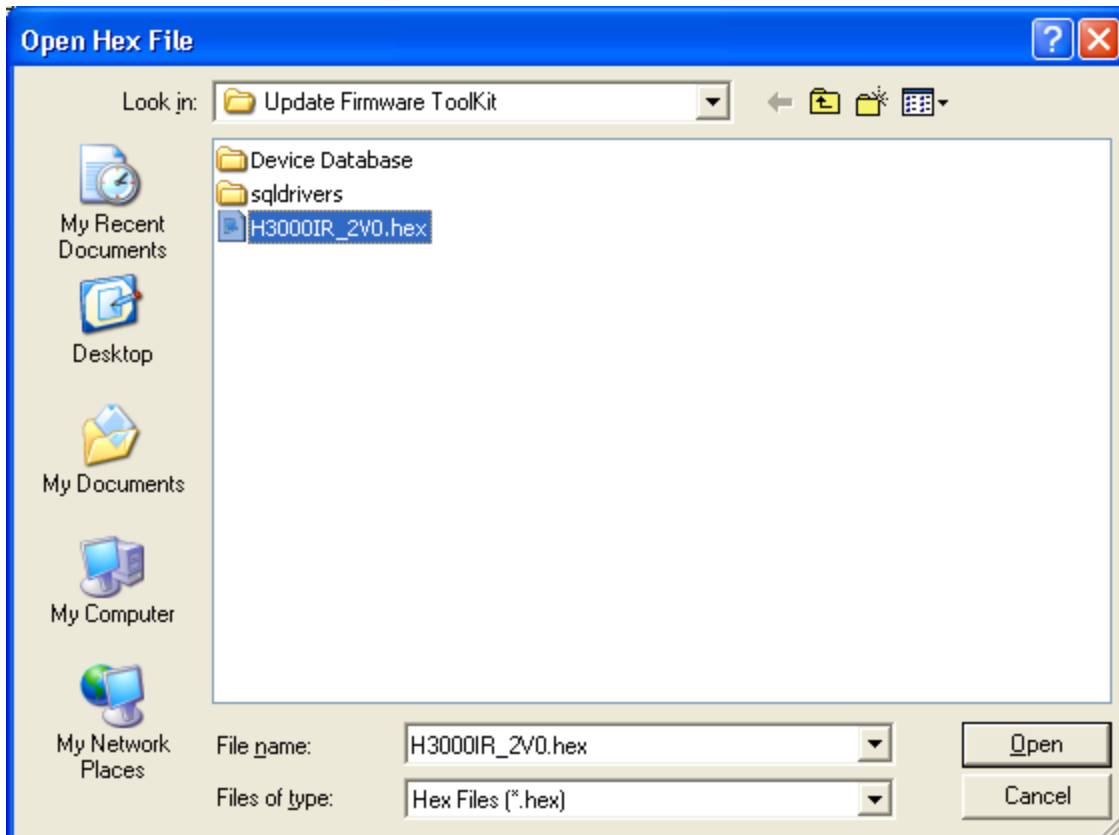 Open Hex File
Look in:
Update Firmware ToolKit
Device Database
sqldrivers
H3000IR_2V0.hex
My Recent
Documents
Desktop
My Documents
My Computer
My Network
Places
File name:
H3000IR_2V0.hex
Open
Files of type:
Hex Files (*.hex)
Cancel